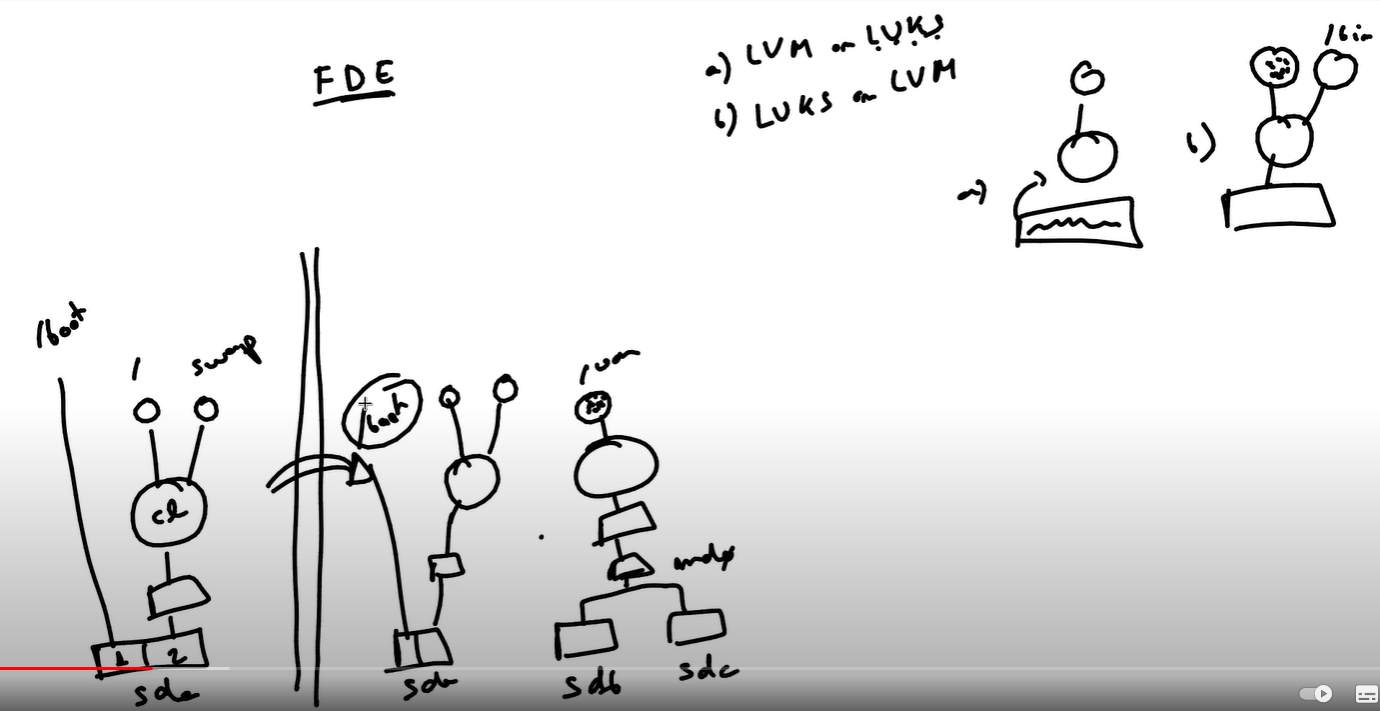 FDE
a) LVM on LUKS
b) LUKS on LVM
/bin
a)
b)
/boot
/
swap
/boot
/var
cl
md0
1 2
sda
sda
sdb
sdc